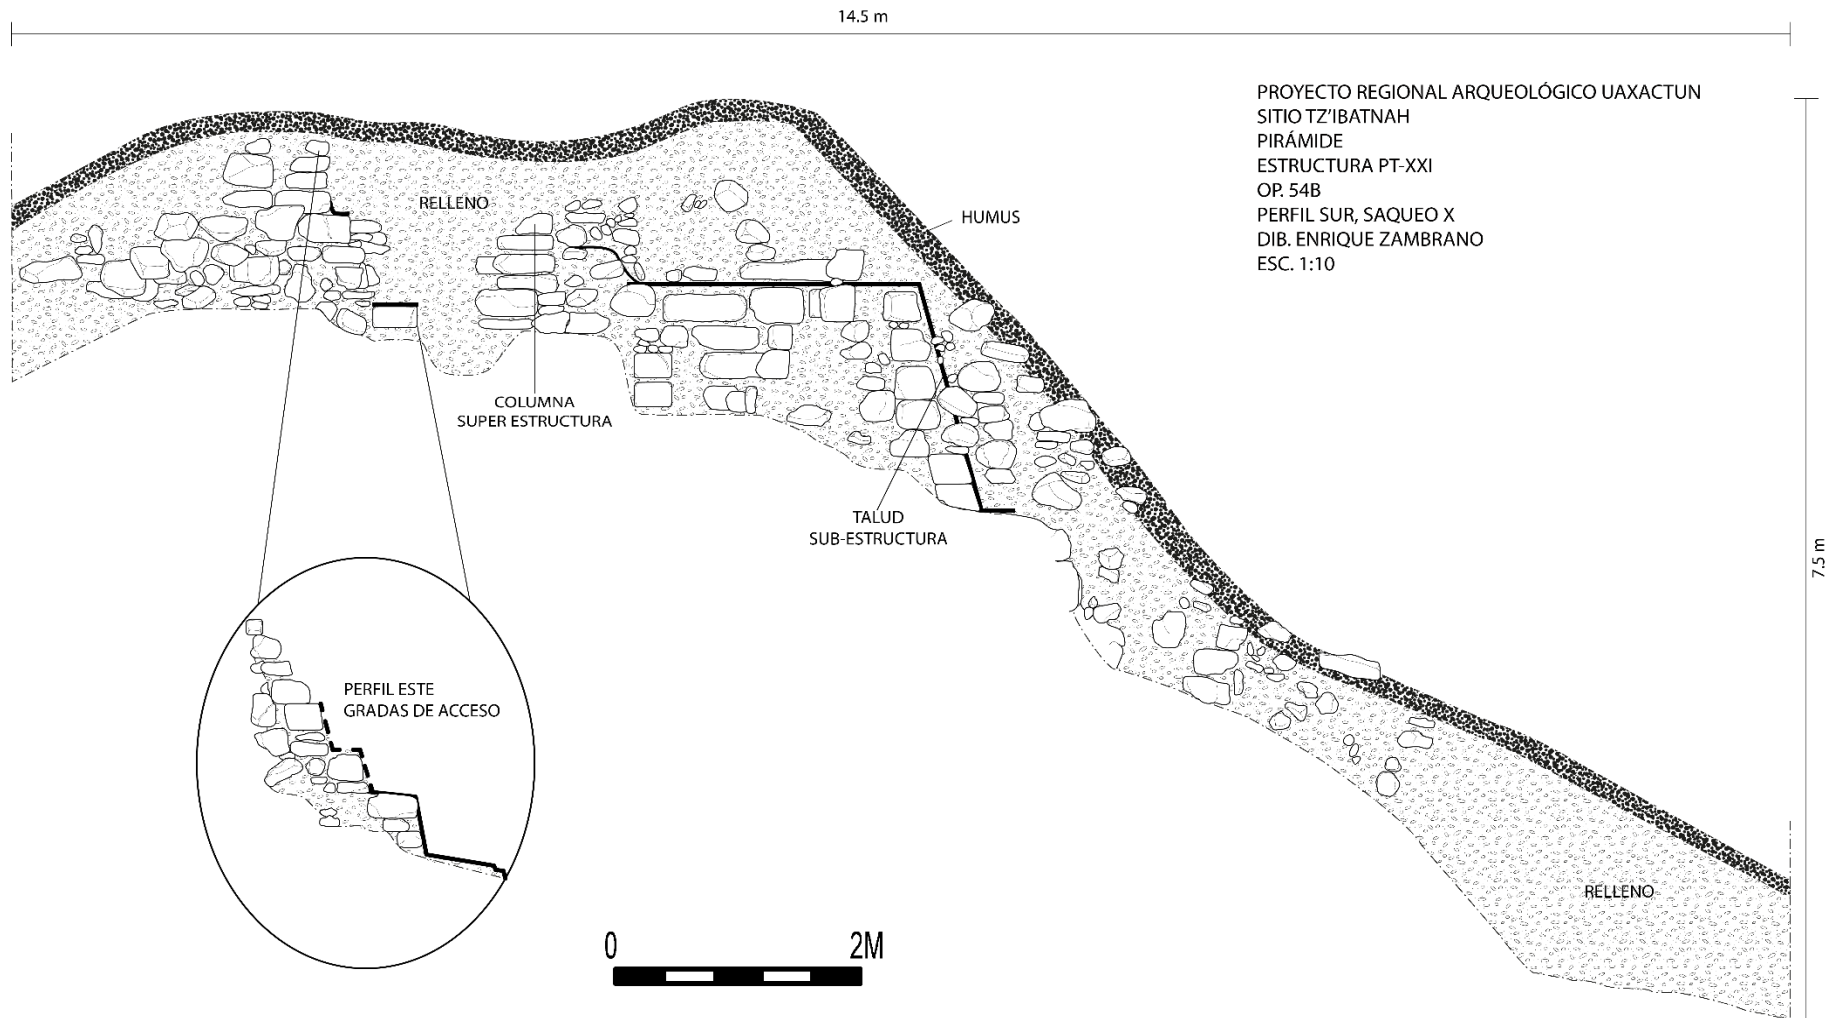 14.5 m
PROYECTO REGIONAL ARQUEOLÓGICO UAXACTUN
SITIO TZ'IBATNAH
PIRÁMIDE
ESTRUCTURA PT-XXI
OP. 54B
PERFIL SUR, SAQUEO X
DIB. ENRIQUE ZAMBRANO
ESC. 1:10
RELLENO
HUMUS
COLUMNA
SUPER ESTRUCTURA
TALUD
SUB-ESTRUCTURA
7.5 m
PERFIL ESTE
GRADAS DE ACCESO
RELLENO
0 2M